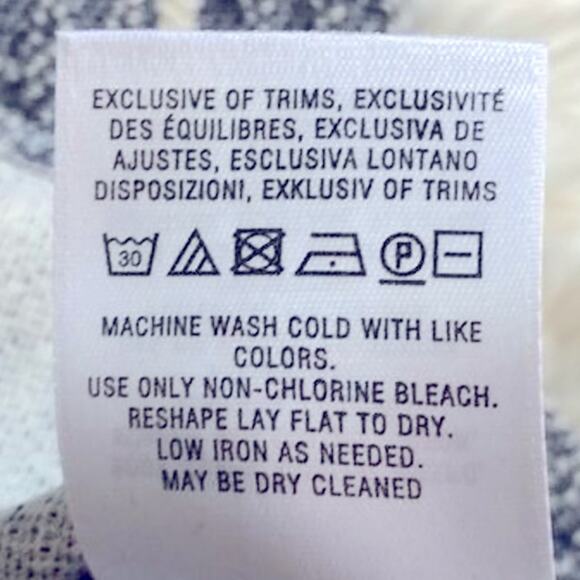 EXCLUSIVE OF TRIMS, EXCLUSIVITÉ
DES ÉQUILIBRES, EXCLUSIVA DE
AJUSTES, ESCLUSIVA LONTANO
DISPOSIZIONI, EXKLUSIV OF TRIMS
30 P
MACHINE WASH COLD WITH LIKE
COLORS.
USE ONLY NON-CHLORINE BLEACH.
RESHAPE LAY FLAT TO DRY.
LOW IRON AS NEEDED.
MAY BE DRY CLEANED